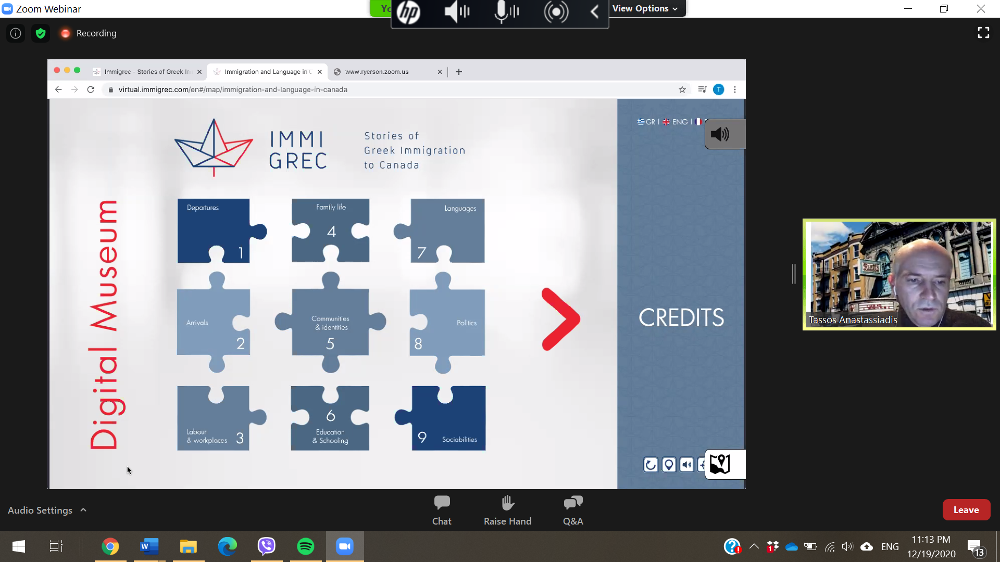 Zoom Webinar
View Options
Recording
Immigrec - Stories of Greek Im
Immigration and Language in C
www.ryerson.zoom.us
virtual.immigrec.com/en#/map/immigration-and-language-in-canada
T
IMMI
GREC
Stories of
Greek Immigration
to Canada
GR | ENG |
Digital Museum
Departures
1
Family life
4
Languages
7
Arrivals
2
Communities
& identities
5
Politics
8
Labour
& workplaces
3
6
Education
& Schooling
9
Sociabilities
CREDITS
Rialto
Tassos Anastassiadis
Audio Settings
Chat
Raise Hand
Q&A
Leave
ENG
11:13 PM
12/19/2020
13